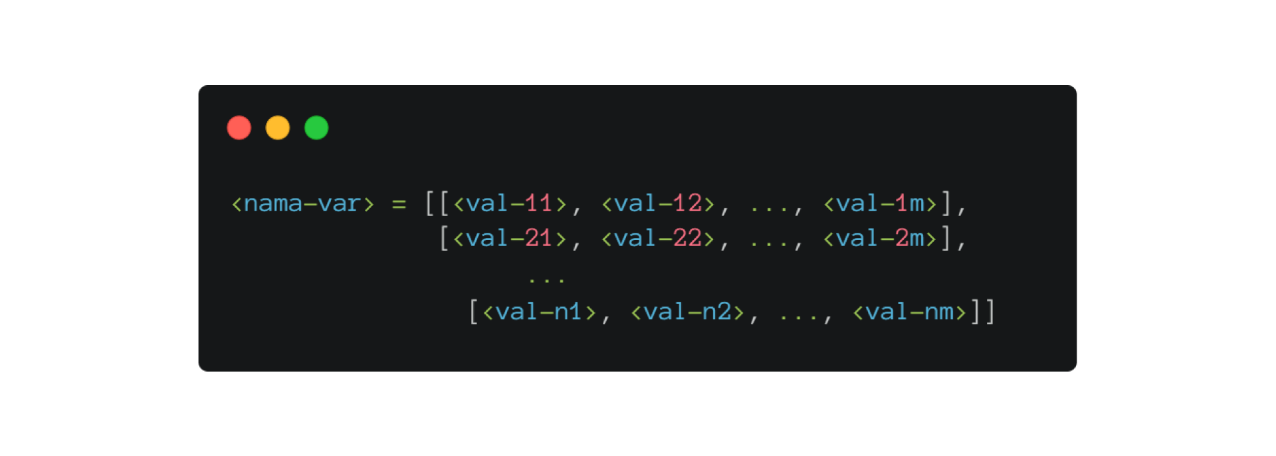 <nama-var> = [[<val-11>, <val-12>, ..., <val-1m>],
[<val-21>, <val-22>, ..., <val-2m>],
...
[<val-n1>, <val-n2>, ..., <val-nm>]]